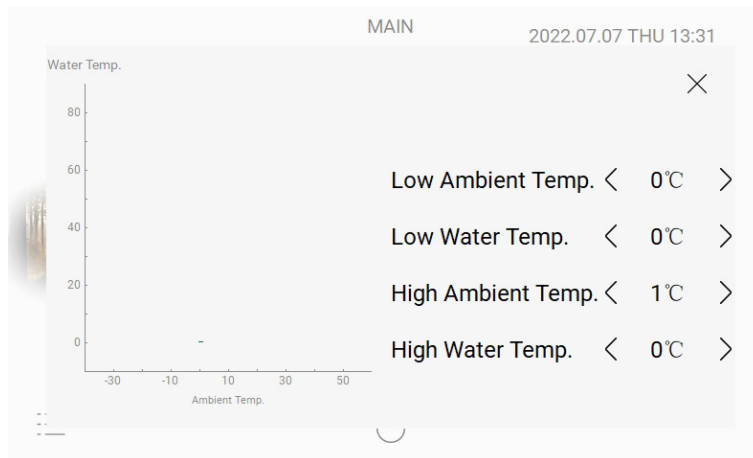 MAIN
2022.07.07 THU 13:31
Water Temp.
80
60
40
20
0
-30 -10 10 30 50
Ambient Temp.
Low Ambient Temp. 0℃
Low Water Temp. 0℃
High Ambient Temp. 1℃
High Water Temp. 0℃